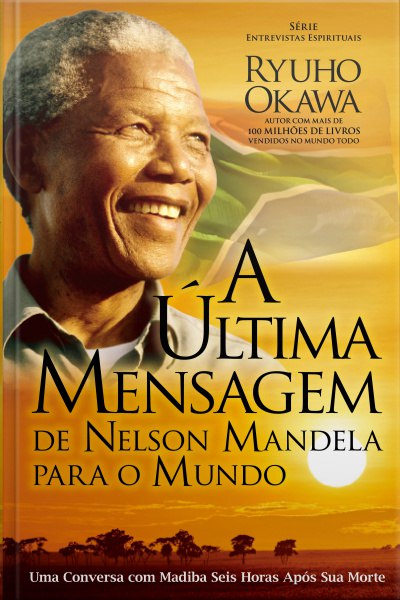 SÉRIE
ENTREVISTAS ESPIRITUAIS
RYUHO
OKAWA
AUTOR COM MAIS DE
100 MILHÕES DE LIVROS
VENDIDOS NO MUNDO TODO
A
ÚLTIMA
MENSAGEM
DE NELSON MANDELA
PARA O MUNDO
Uma Conversa com Madiba Seis Horas Após Sua Morte